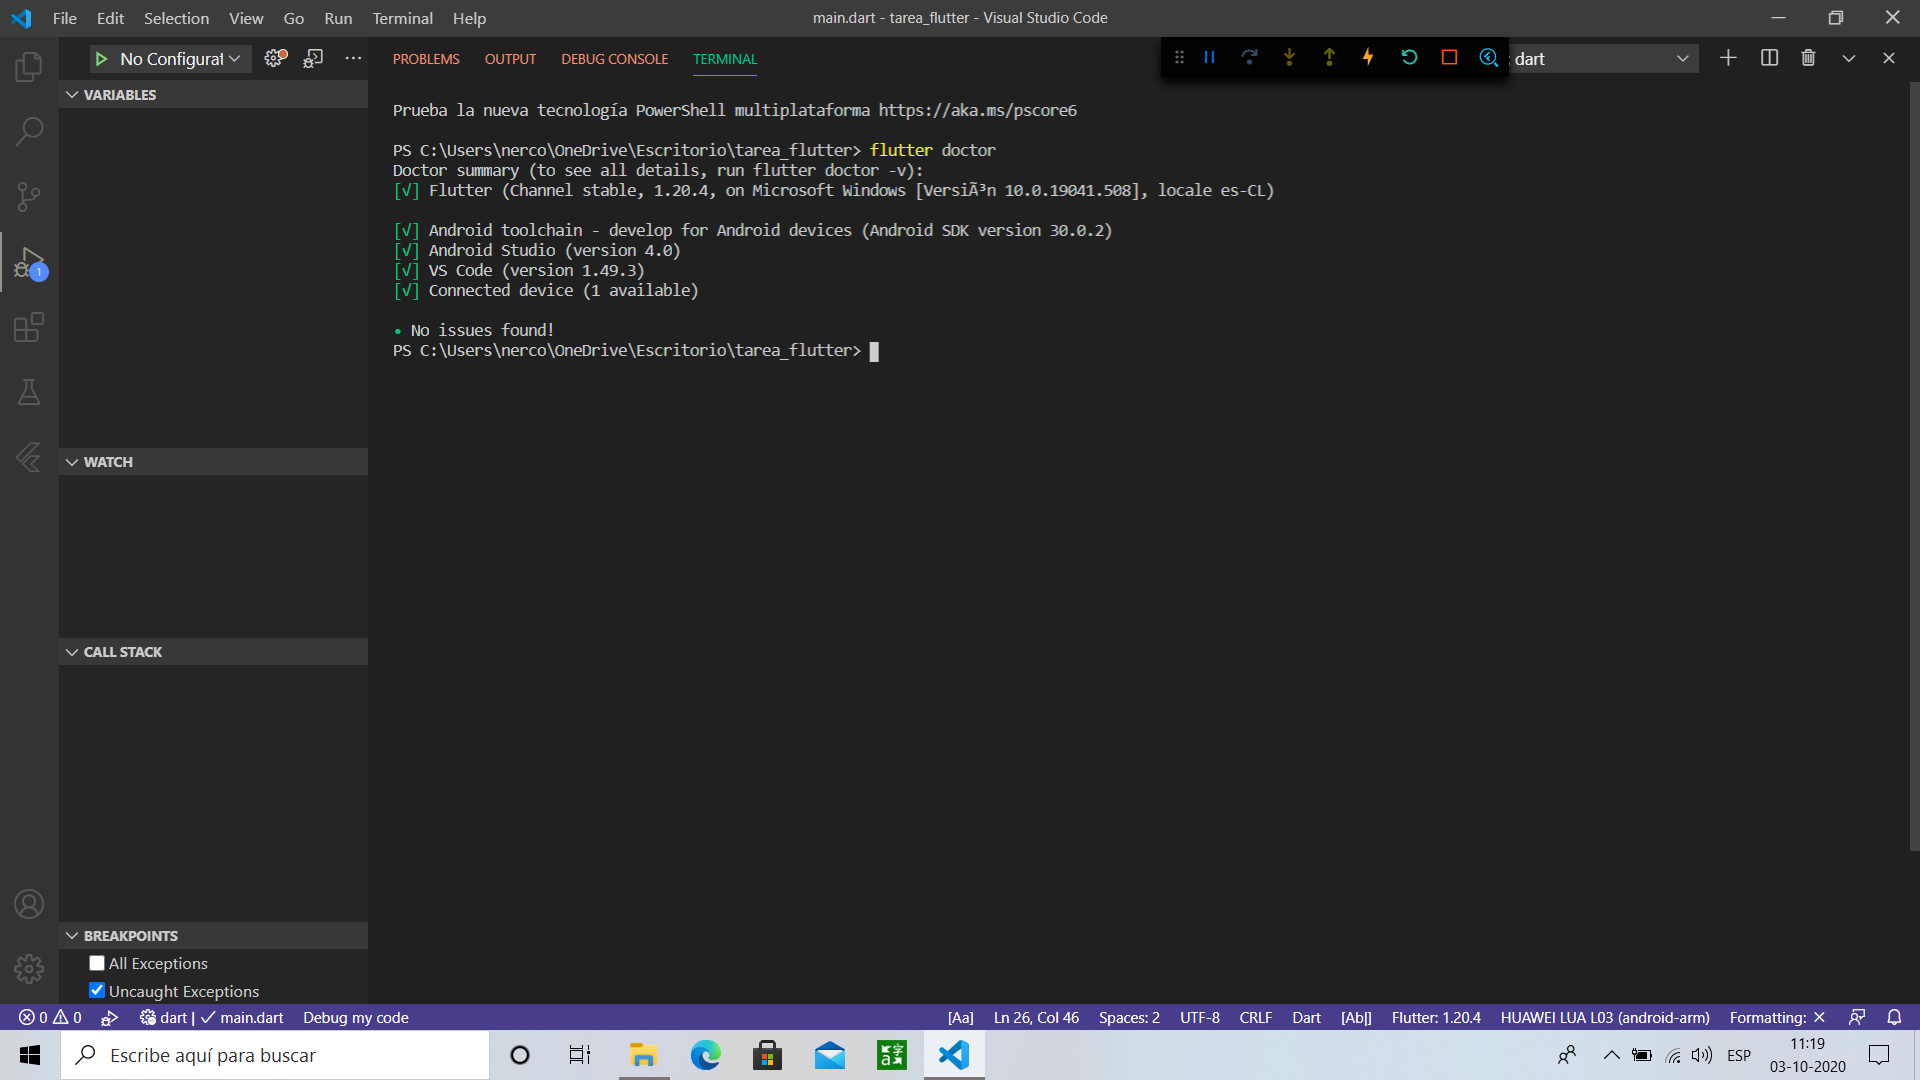 File Edit Selection View Go Run Terminal Help
main.dart - tarea_flutter - Visual Studio Code
No Configurat
PROBLEMS OUTPUT DEBUG CONSOLE TERMINAL
dart
VARIABLES
Prueba la nueva tecnología PowerShell multiplataforma https://aka.ms/pscore6
PS C:\Users\nerco\OneDrive\Escritorio\tarea_flutter> flutter doctor
Doctor summary (to see all details, run flutter doctor -v):
[√] Flutter (Channel stable, 1.20.4, on Microsoft Windows [VersiÃ³n 10.0.19041.508], locale es-CL)
[√] Android toolchain - develop for Android devices (Android SDK version 30.0.2)
[√] Android Studio (version 4.0)
[√] VS Code (version 1.49.3)
[√] Connected device (1 available)
• No issues found!
PS C:\Users\nerco\OneDrive\Escritorio\tarea_flutter>
1
WATCH
CALL STACK
BREAKPOINTS
All Exceptions
Uncaught Exceptions
0 0 dart | ✓ main.dart Debug my code
[Aa] Ln 26, Col 46 Spaces: 2 UTF-8 CRLF Dart [Ab|] Flutter: 1.20.4 HUAWEI LUA L03 (android-arm) Formatting: ✕
Escribe aquí para buscar
a字
ESP
11:19
03-10-2020